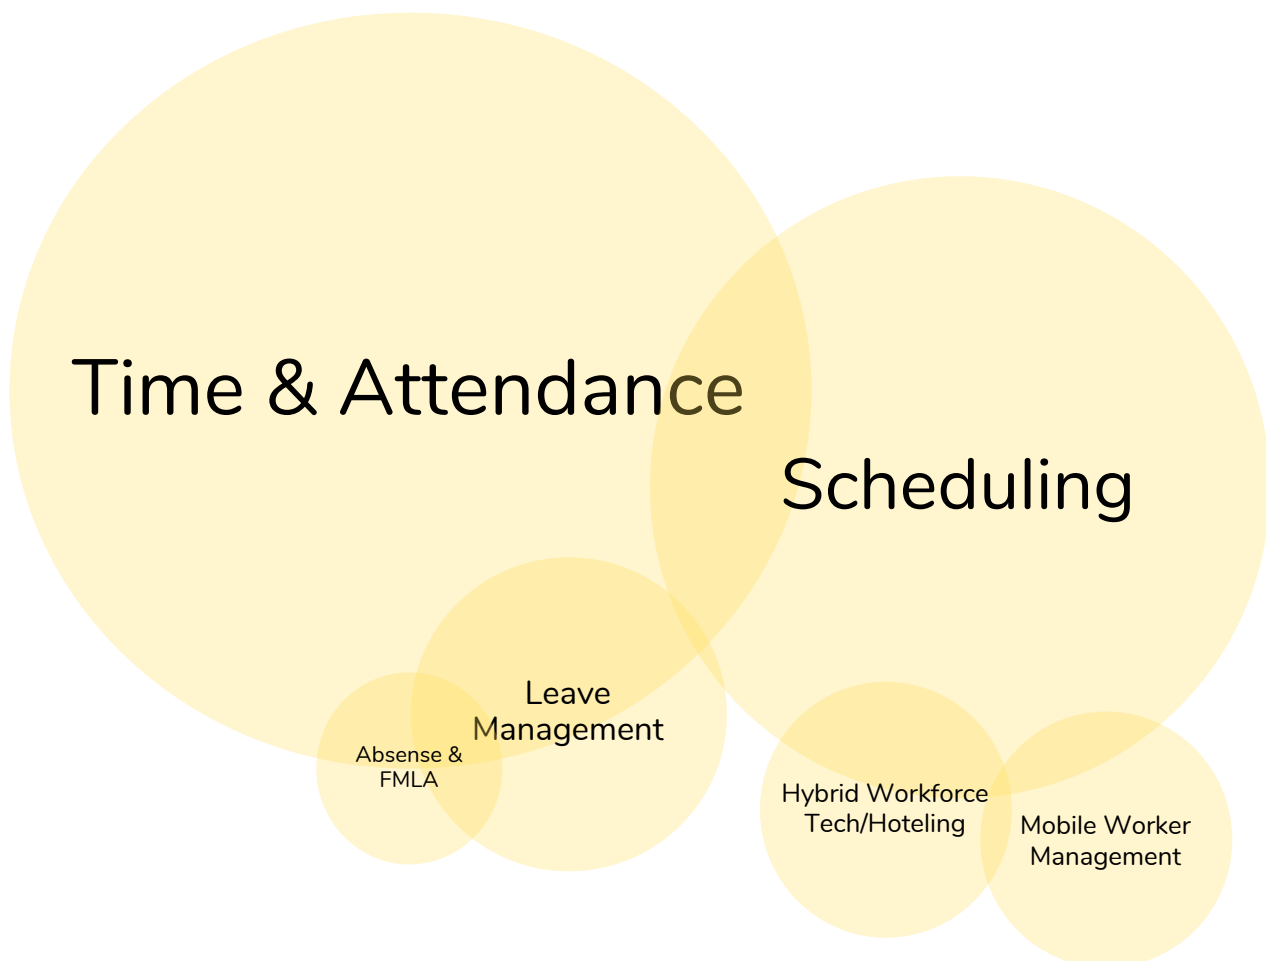 Time & Attendance
Scheduling
Leave
Management
Absense &
FMLA
Hybrid Workforce
Tech/Hoteling
Mobile Worker
Management